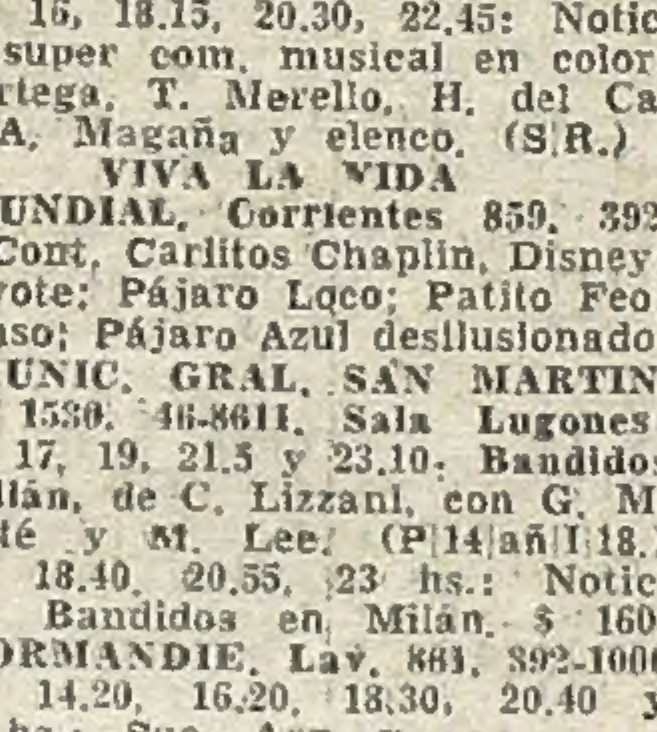 16, 18.15, 20.30, 22.45: Notic
super com. musical en color
rtega, T. Merello, H. del Ca
A. Magaña y elenco. (S|R.)
VIVA LA VIDA
UNDIAL. Corrientes 859. 392
Cont. Carlitos Chaplin, Disney
yote; Pájaro Loco; Patito Feo
nso; Pájaro Azul desilusionado
UNIC. GRAL. SAN MARTIN
1530. 46-8611. Sala Lugones
17, 19, 21.5 y 23.10: Bandidos
ilán, de C. Lizzani, con G. M
té y M. Lee. (P|14|añ|I|18.
18.40, 20.55, 23 hs.: Notic
Bandidos en Milán. $ 160
ORMANDIE. Lav. 861. 392-1000
14.20, 16.20, 18.30, 20.40 y